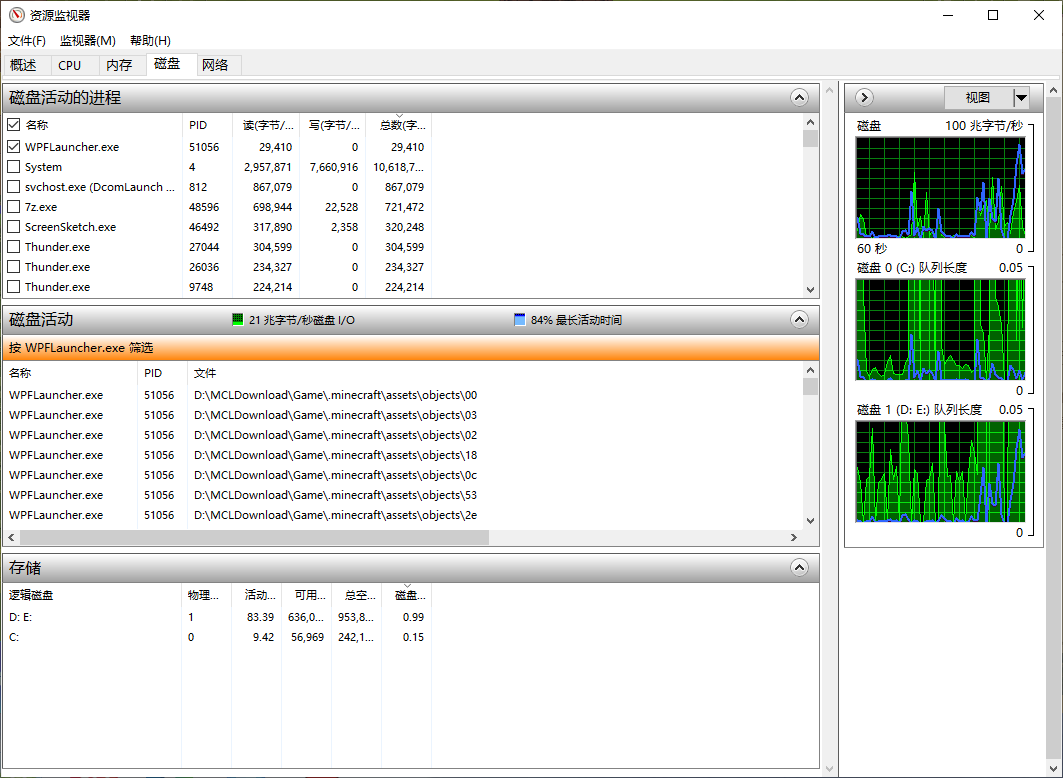 资源监视器
文件(F) 监视器(M) 帮助(H)
概述 CPU 内存 磁盘 网络
磁盘活动的进程
名称 PID 读(字节/... 写(字节/... 总数(字...
WPFLauncher.exe 51056 29,410 0 29,410
System 4 2,957,871 7,660,916 10,618,7...
svchost.exe (DcomLaunch ... 812 867,079 0 867,079
7z.exe 48596 698,944 22,528 721,472
ScreenSketch.exe 46492 317,890 2,358 320,248
Thunder.exe 27044 304,599 0 304,599
Thunder.exe 26036 234,327 0 234,327
Thunder.exe 9748 224,214 0 224,214
磁盘活动 21 兆字节/秒磁盘 I/O 84% 最长活动时间
按 WPFLauncher.exe 筛选
名称 PID 文件
WPFLauncher.exe 51056 D:\MCLDownload\Game\.minecraft\assets\objects\00
WPFLauncher.exe 51056 D:\MCLDownload\Game\.minecraft\assets\objects\03
WPFLauncher.exe 51056 D:\MCLDownload\Game\.minecraft\assets\objects\02
WPFLauncher.exe 51056 D:\MCLDownload\Game\.minecraft\assets\objects\18
WPFLauncher.exe 51056 D:\MCLDownload\Game\.minecraft\assets\objects\0c
WPFLauncher.exe 51056 D:\MCLDownload\Game\.minecraft\assets\objects\53
WPFLauncher.exe 51056 D:\MCLDownload\Game\.minecraft\assets\objects\2e
存储
逻辑磁盘 物理... 活动... 可用... 总空... 磁盘...
D: E: 1 83.39 636,0... 953,8... 0.99
C: 0 9.42 56,969 242,1... 0.15
视图
磁盘 100 兆字节/秒
60 秒 0
磁盘 0 (C:) 队列长度 0.05
0
磁盘 1 (D: E:) 队列长度 0.05
0